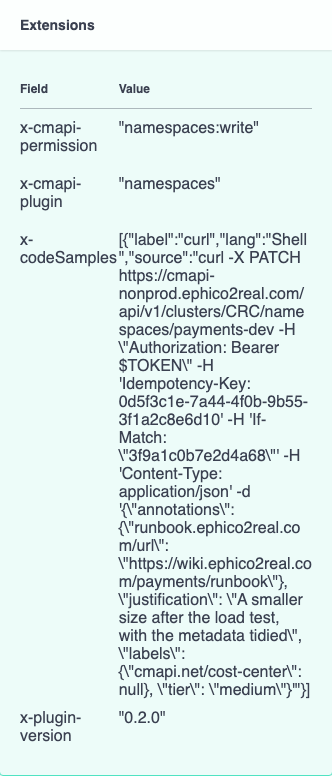 Extensions
Field Value
x-cmapi- "namespaces:write"
permission
x-cmapi- "namespaces"
plugin
x- [{"label":"curl","lang":"Shell
codeSamples ","source":"curl -X PATCH
https://cmapi-
nonprod.ephico2real.com/
api/v1/clusters/CRC/name
spaces/payments-dev -H
\"Authorization: Bearer
$TOKEN\" -H
'Idempotency-Key:
0d5f3c1e-7a44-4f0b-9b55-
3f1a2c8e6d10' -H 'If-
Match:
\"3f9a1c0b7e2d4a68\"' -H
'Content-Type:
application/json' -d
'{\"annotations\":
{\"runbook.ephico2real.co
m/url\":
\"https://wiki.ephico2real.co
m/payments/runbook\"},
\"justification\": \"A smaller
size after the load test,
with the metadata tidied\",
\"labels\":
{\"cmapi.net/cost-center\":
null}, \"tier\": \"medium\"}'"}]
x-plugin- "0.2.0"
version